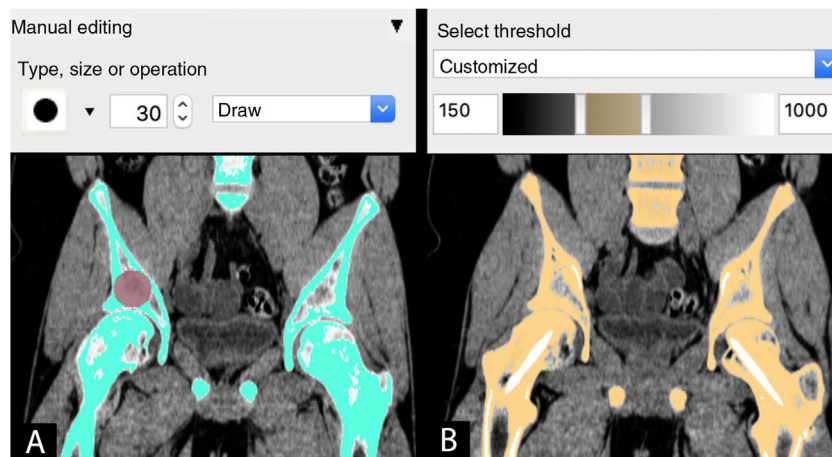 Manual editing
Type, size or operation
30
Draw
A
Select threshold
Customized
150
1000
B